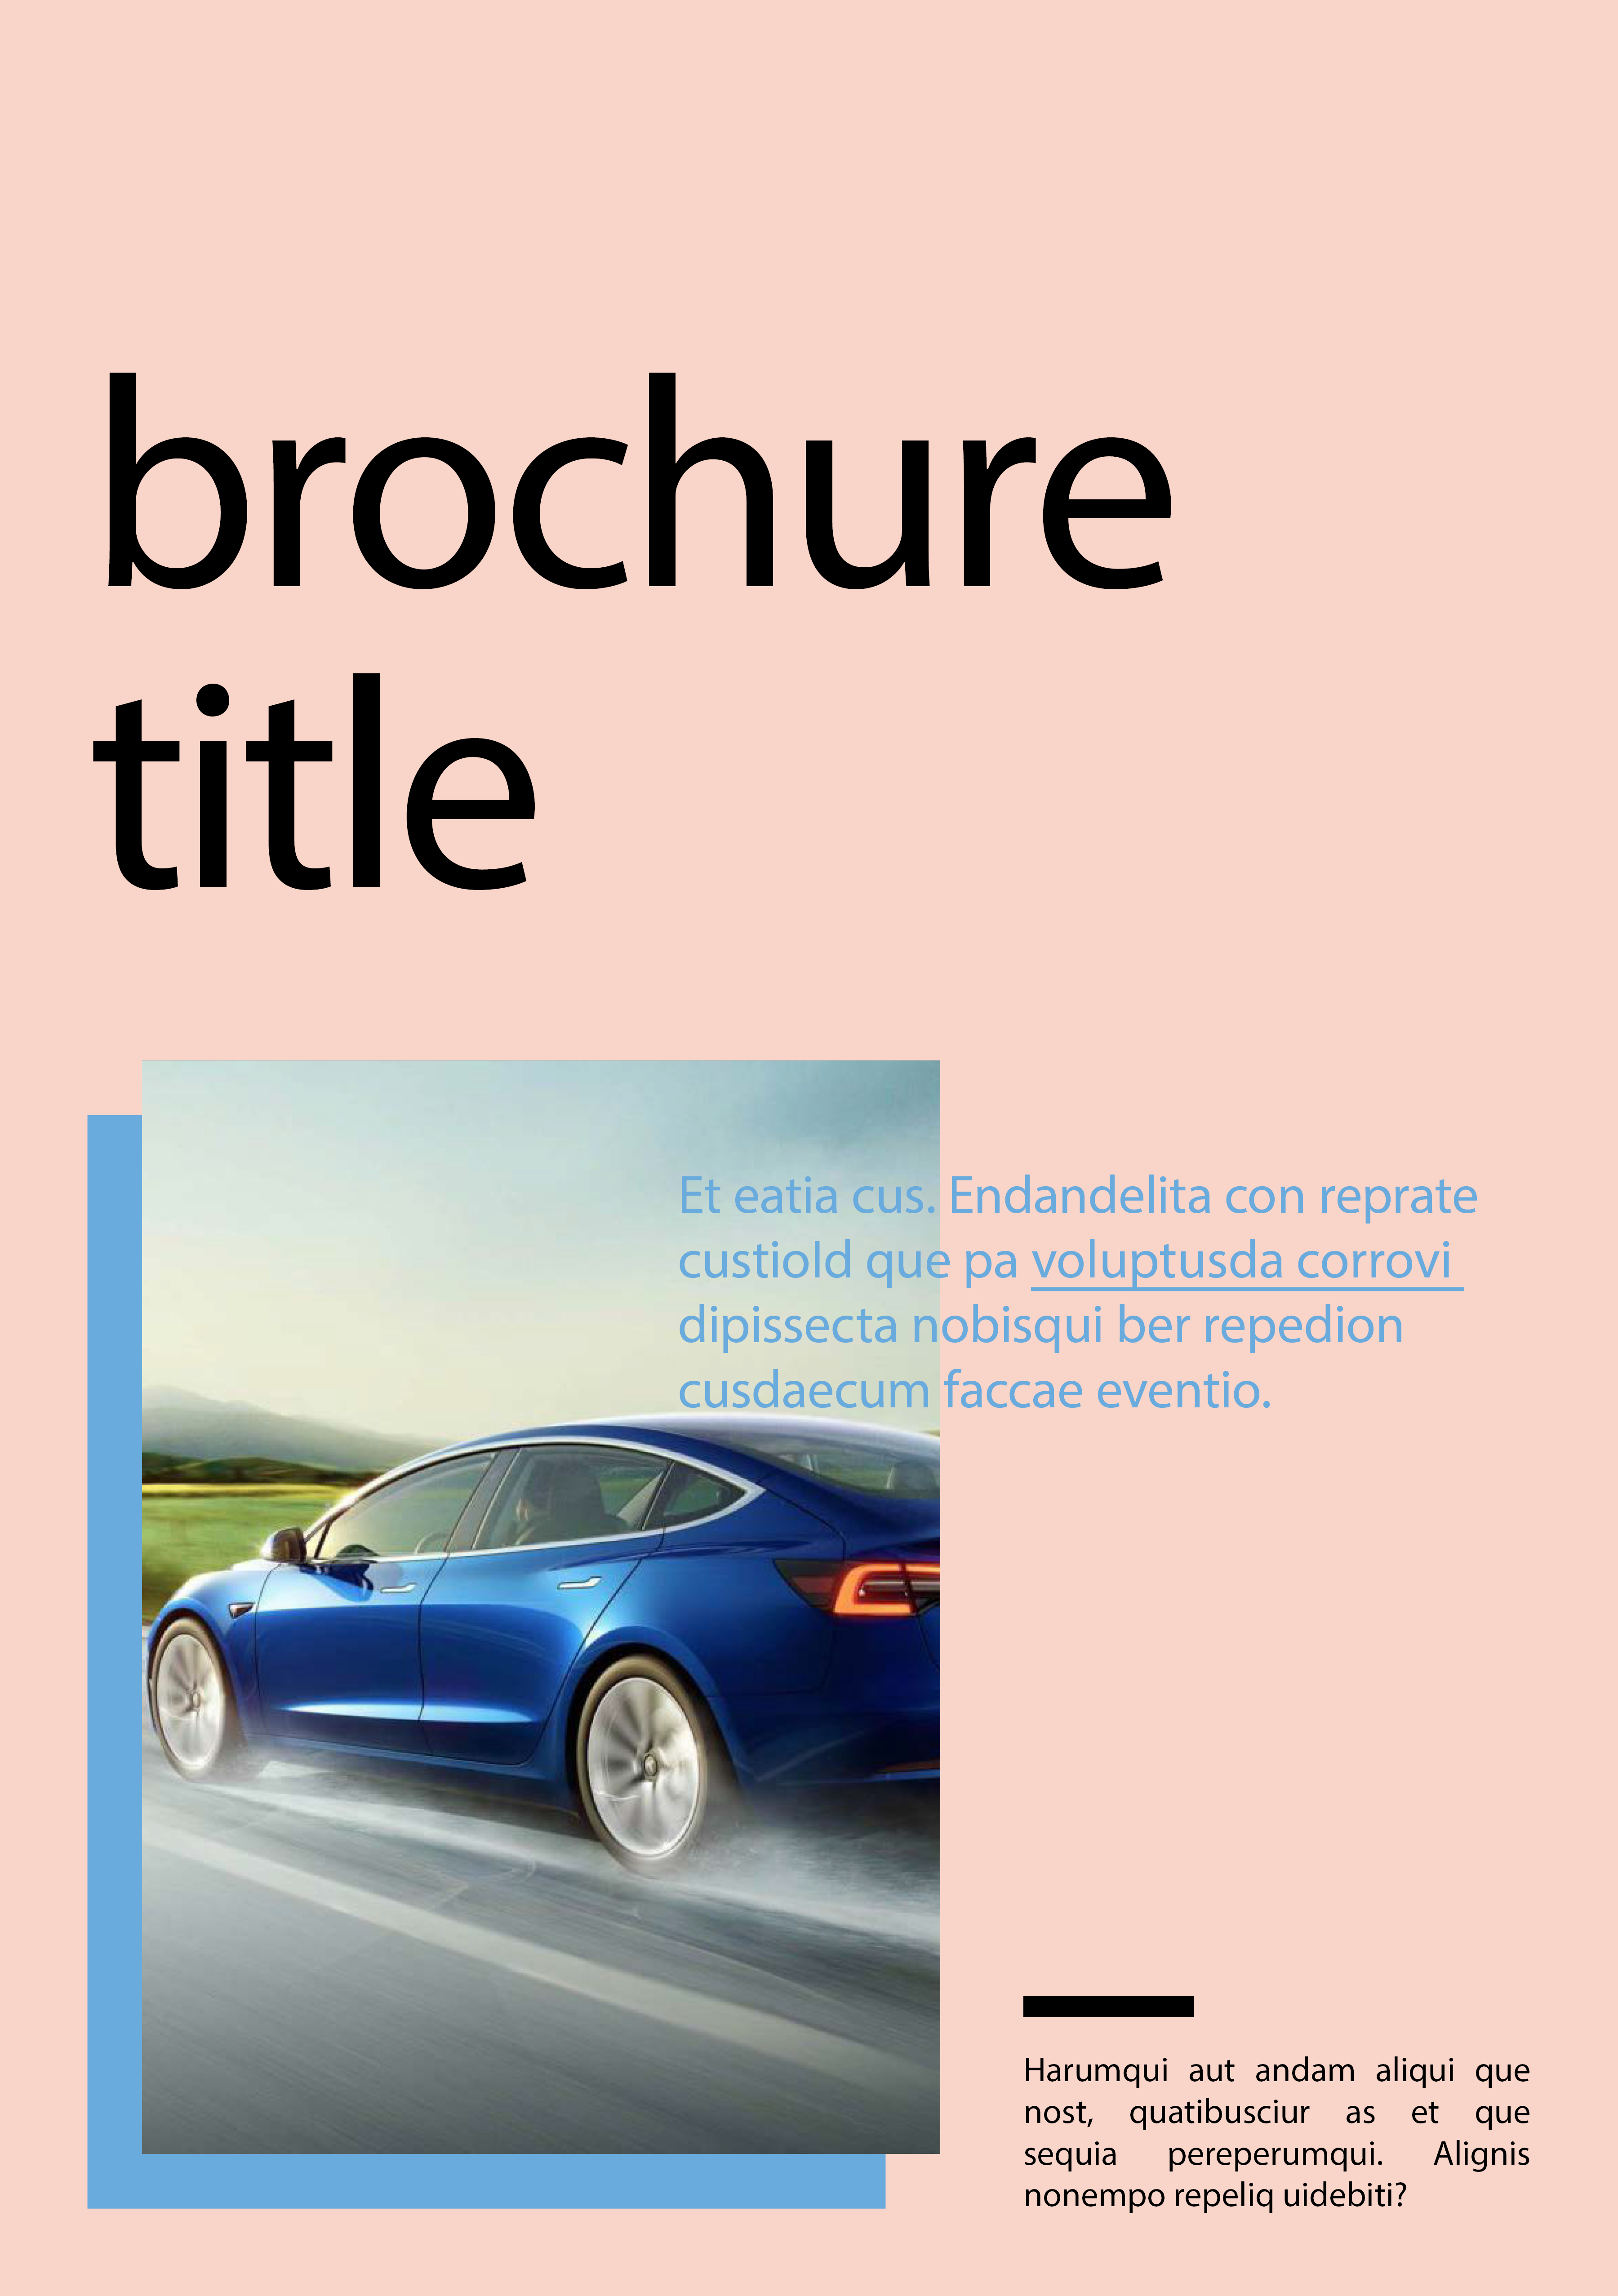 brochure
title
Et eatia cus. Endandelita con reprate
custiold que pa voluptusda corrovi
dipissecta nobisqui ber repedion
cusdaecum faccae eventio.
Harumqui aut andam aliqui que
nost, quatibusciur as et que
sequia pereperumqui. Alignis
nonempo repeliq uidebiti?